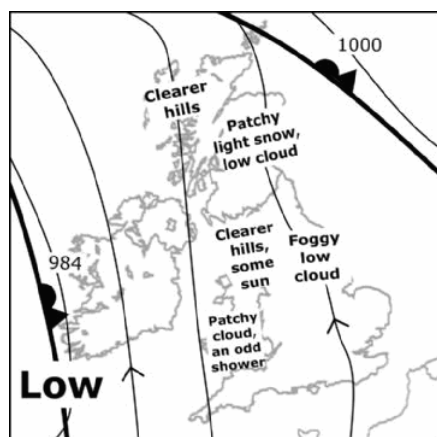 1000
Clearer
hills
Patchy
light snow,
low cloud
Clearer
hills,
some
sun
Foggy
low
cloud
984
Patchy
cloud,
an odd
shower
Low